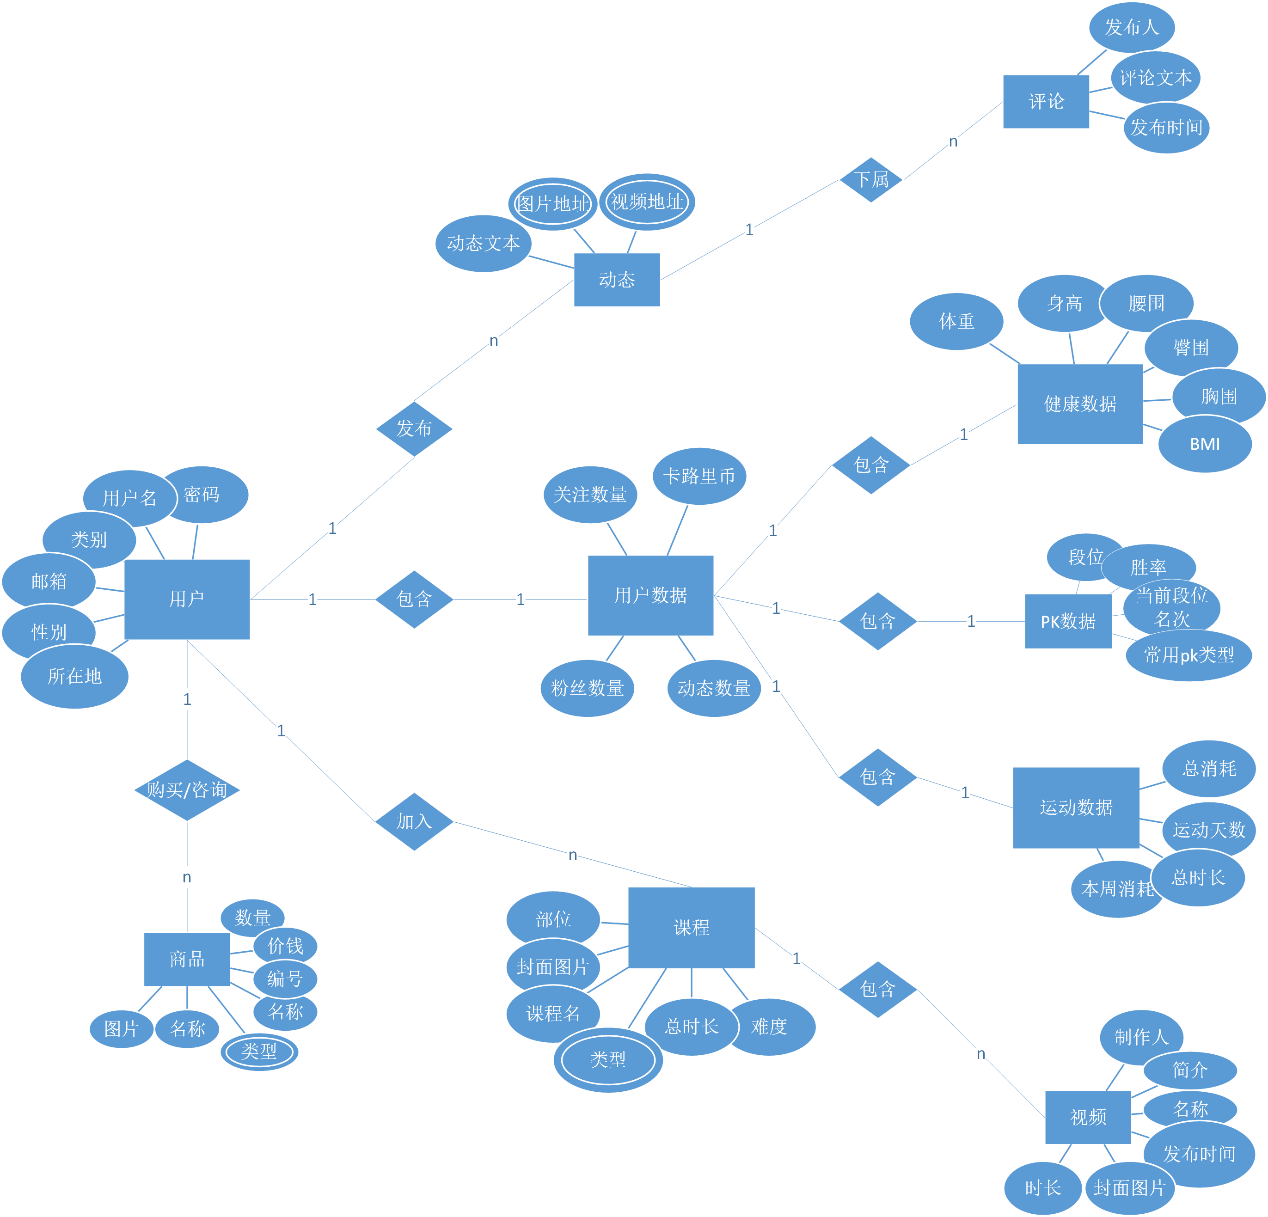 发布人
评论文本
评论
发布时间
n
下属
图片地址
视频地址
动态文本
1
动态
身高
腰围
体重
臀围
n
胸围
健康数据
发布
1
BMI
包含
卡路里币
关注数量
用户名
密码
1
1
类别
段位
胜率
邮箱
用户
1
包含
1
用户数据
1
包含
1
PK数据
当前段位
名次
性别
常用pk类型
所在地
粉丝数量
动态数量
1
1
1
总消耗
购买/咨询
包含
1
运动数据
加入
运动天数
n
n
本周消耗
总时长
部位
课程
数量
商品
价钱
封面图片
1
编号
包含
课程名
总时长
难度
名称
图片
名称
类型
类型
制作人
n
简介
名称
视频
发布时间
时长
封面图片